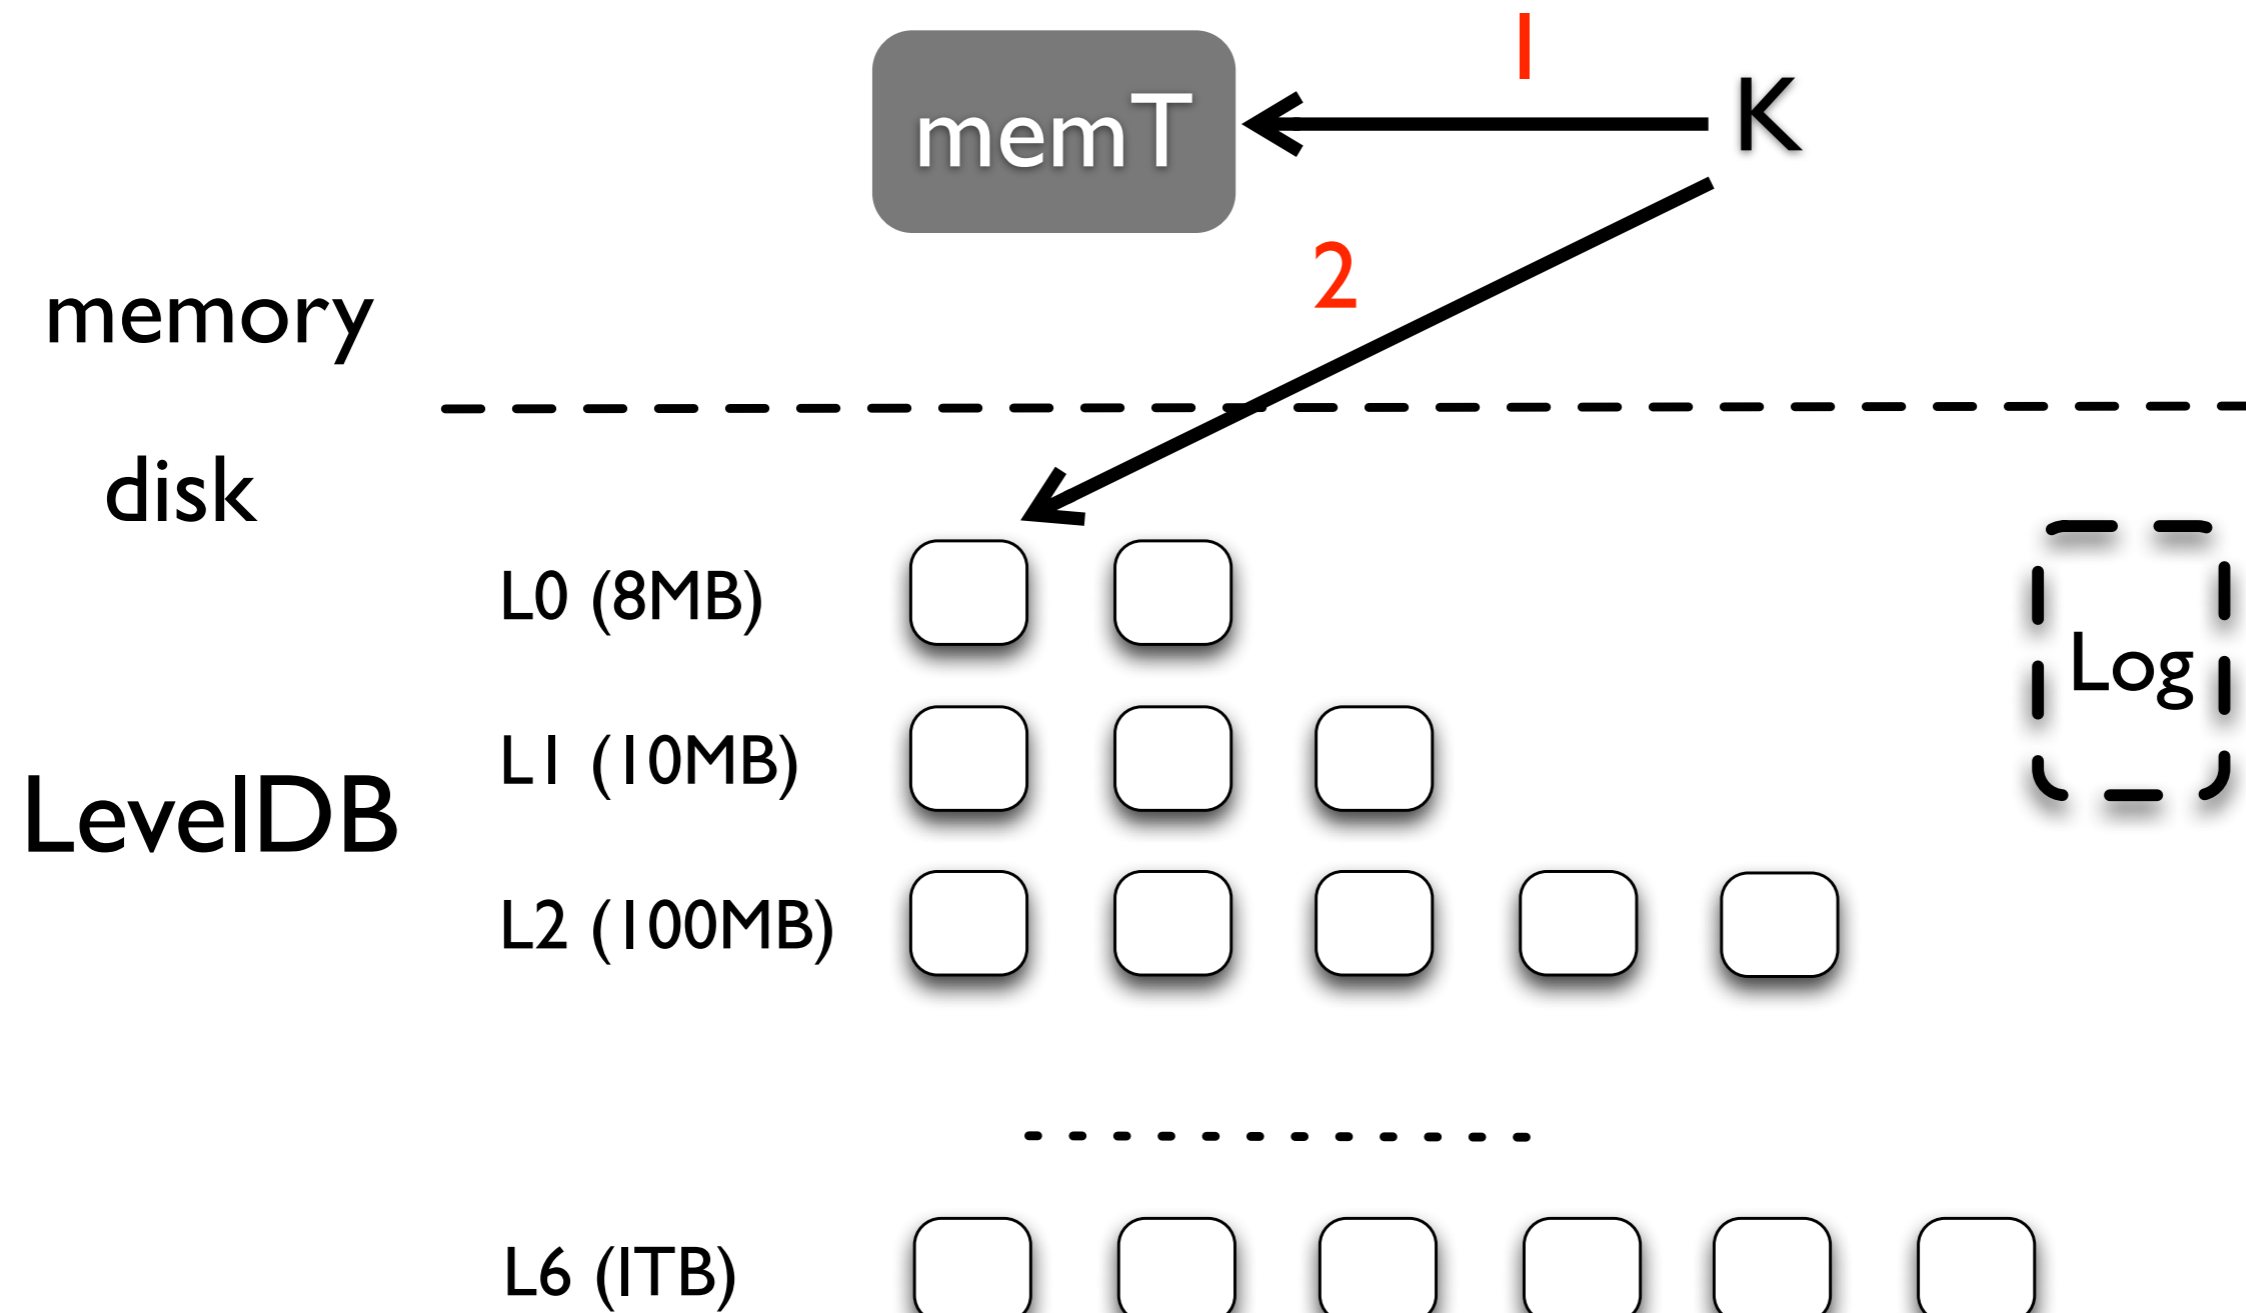 1
memT
K
2
memory
disk
L0 (8MB)
Log
L1 (10MB)
LevelDB
L2 (100MB)
L6 (1TB)